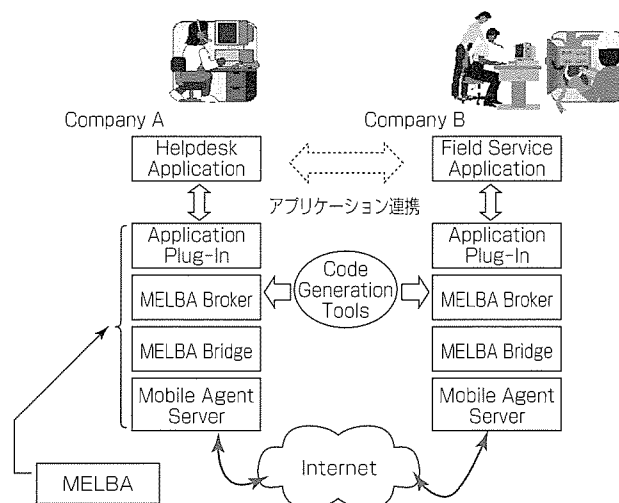 Company A
Company B
Helpdesk
Application
Field Service
Application
アプリケーション連携
Application
Plug-In
Code
Generation
Tools
Application
Plug-In
MELBA Broker
MELBA Broker
MELBA Bridge
MELBA Bridge
Mobile Agent
Server
Mobile Agent
Server
Internet
MELBA